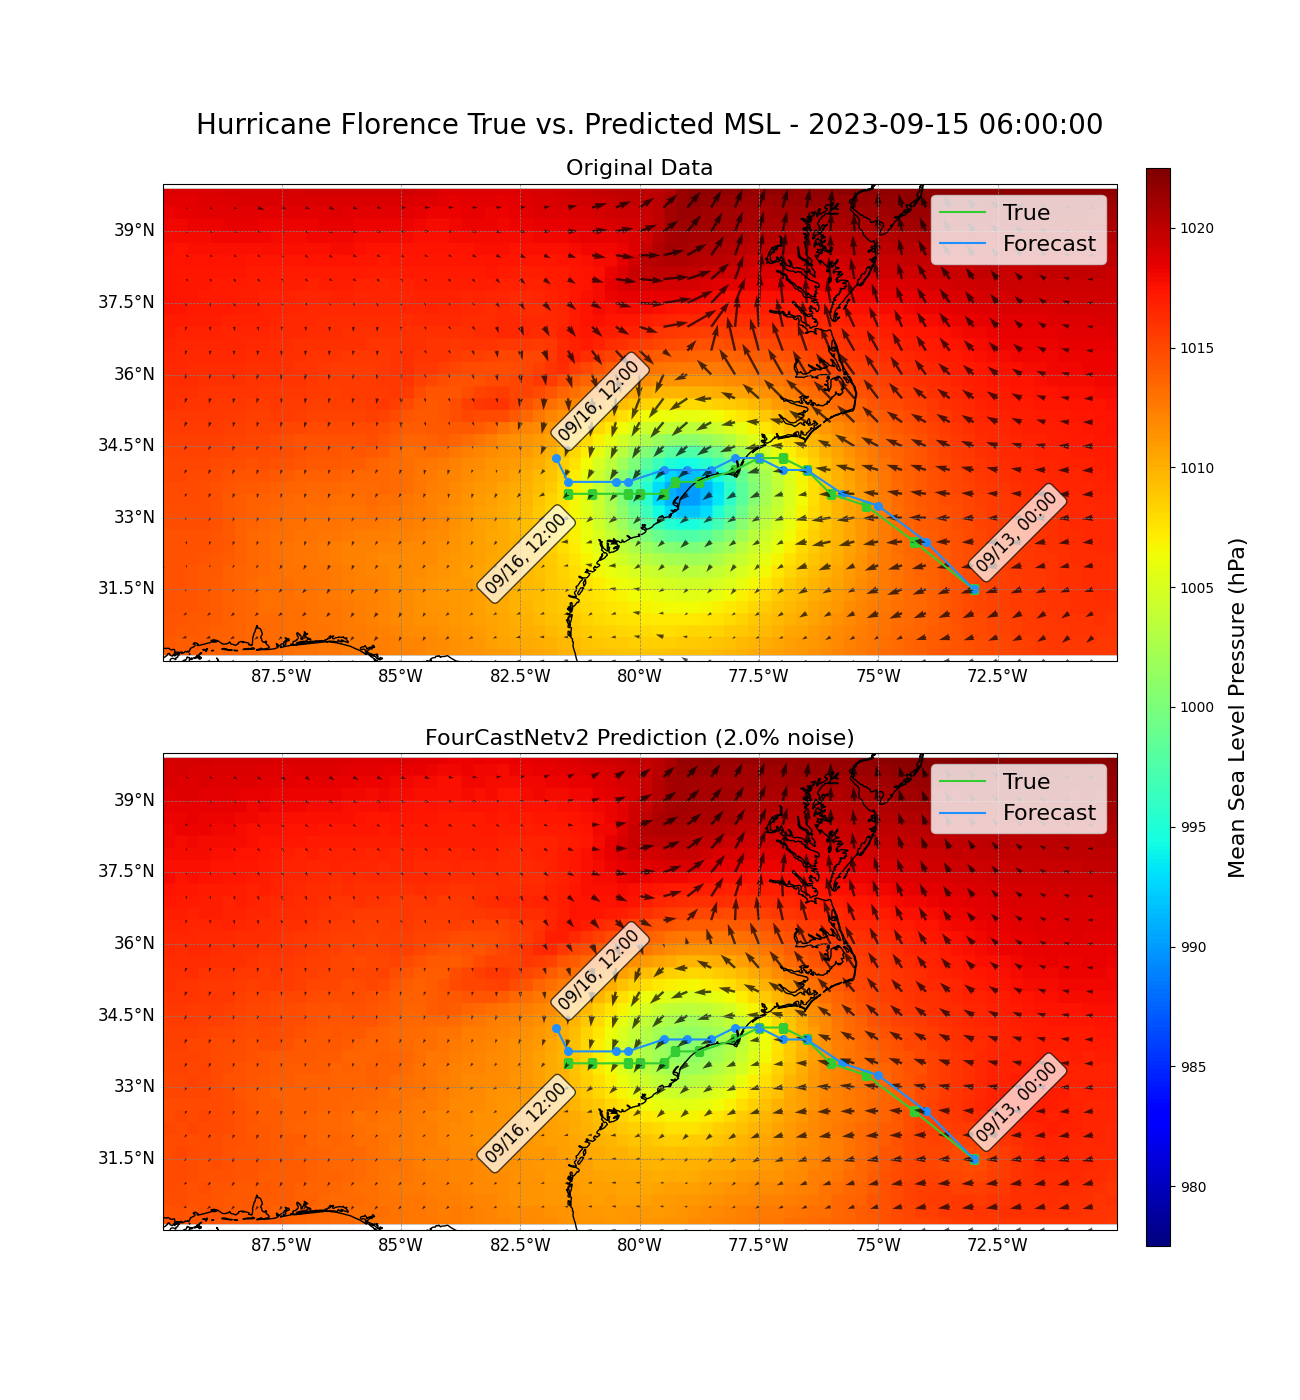 Hurricane Florence True vs. Predicted MSL - 2023-09-15 06:00:00
Original Data
True
Forecast
39°N
37.5°N
36°N
34.5°N
33°N
31.5°N
09/16, 12:00
09/16, 12:00
09/13, 00:00
87.5°W
85°W
82.5°W
80°W
77.5°W
75°W
72.5°W
FourCastNetv2 Prediction (2.0% noise)
True
Forecast
39°N
37.5°N
36°N
34.5°N
33°N
31.5°N
09/16, 12:00
09/16, 12:00
09/13, 00:00
87.5°W
85°W
82.5°W
80°W
77.5°W
75°W
72.5°W
1020
1015
1010
1005
1000
995
990
985
980
Mean Sea Level Pressure (hPa)